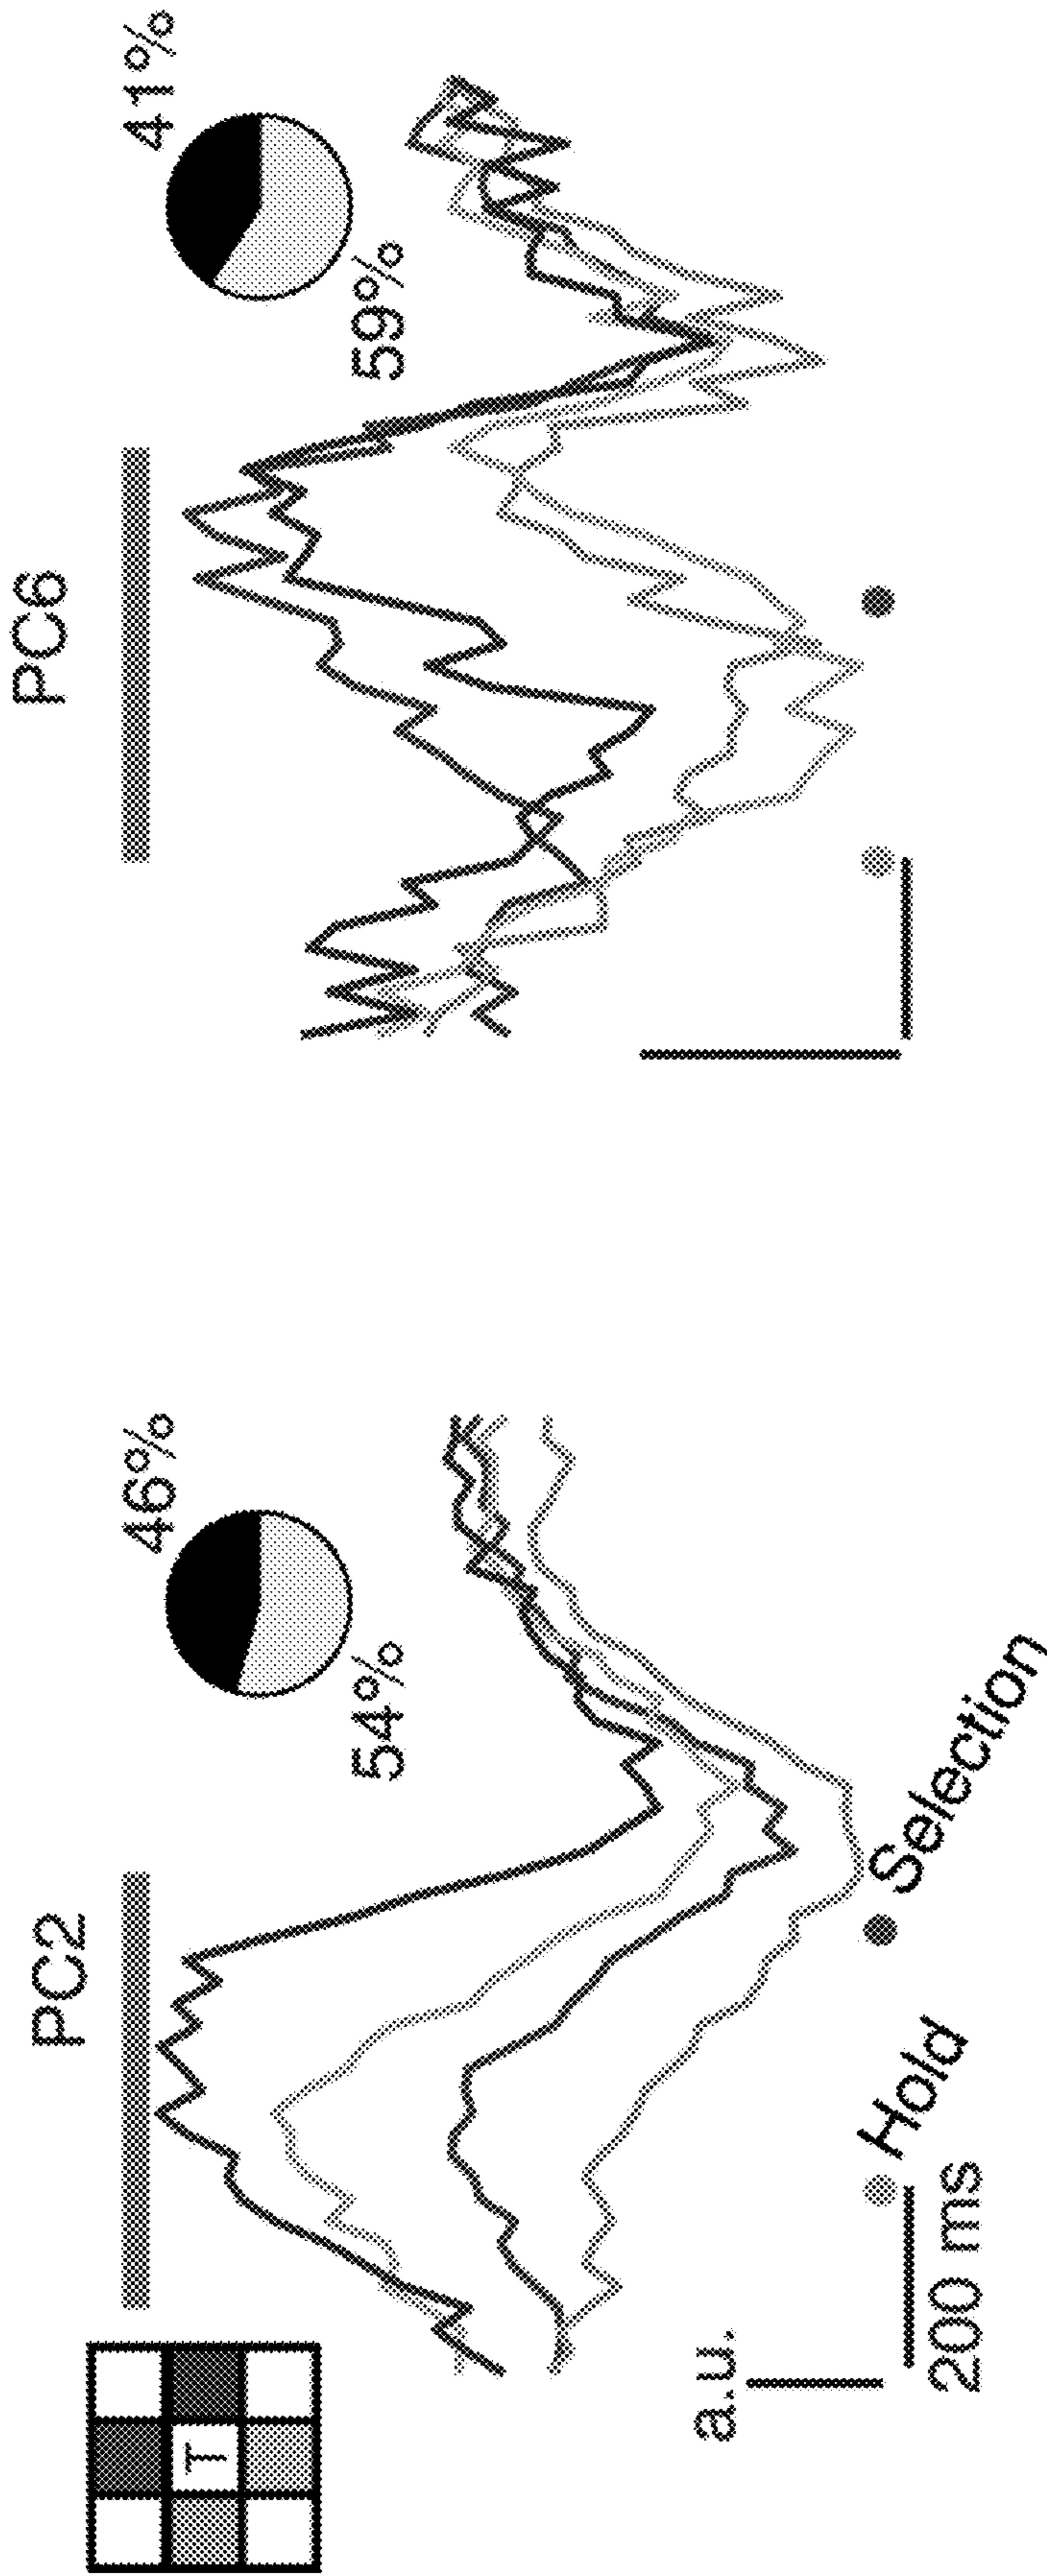 PC2
PC6
T
46%
54%
41%
59%
a.u.
200 ms
Hold
Selection